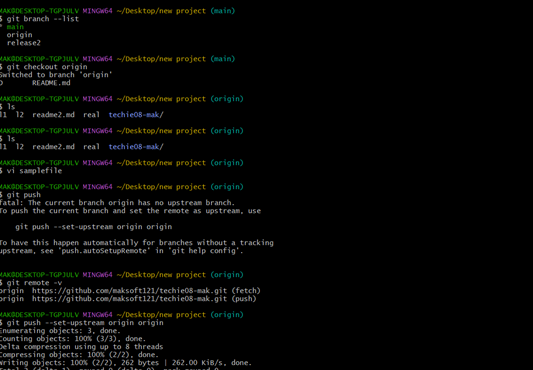 MAK@DESKTOP-TGPJULV MINGW64 ~/Desktop/new project (main)
$ git branch --list
* main
  origin
  release2
MAK@DESKTOP-TGPJULV MINGW64 ~/Desktop/new project (main)
$ git checkout origin
Switched to branch 'origin'
D       README.md
MAK@DESKTOP-TGPJULV MINGW64 ~/Desktop/new project (origin)
$ ls
l1  l2  readme2.md  real  techie08-mak/
MAK@DESKTOP-TGPJULV MINGW64 ~/Desktop/new project (origin)
$ ls
l1  l2  readme2.md  real  techie08-mak/
MAK@DESKTOP-TGPJULV MINGW64 ~/Desktop/new project (origin)
$ vi samplefile
MAK@DESKTOP-TGPJULV MINGW64 ~/Desktop/new project (origin)
$ git push
fatal: The current branch origin has no upstream branch.
To push the current branch and set the remote as upstream, use
    git push --set-upstream origin origin
To have this happen automatically for branches without a tracking
upstream, see 'push.autoSetupRemote' in 'git help config'.
MAK@DESKTOP-TGPJULV MINGW64 ~/Desktop/new project (origin)
$ git remote -v
origin  https://github.com/maksoft121/techie08-mak.git (fetch)
origin  https://github.com/maksoft121/techie08-mak.git (push)
MAK@DESKTOP-TGPJULV MINGW64 ~/Desktop/new project (origin)
$ git push --set-upstream origin origin
Enumerating objects: 3, done.
Counting objects: 100% (3/3), done.
Delta compression using up to 8 threads
Compressing objects: 100% (2/2), done.
Writing objects: 100% (2/2), 262 bytes | 262.00 KiB/s, done.